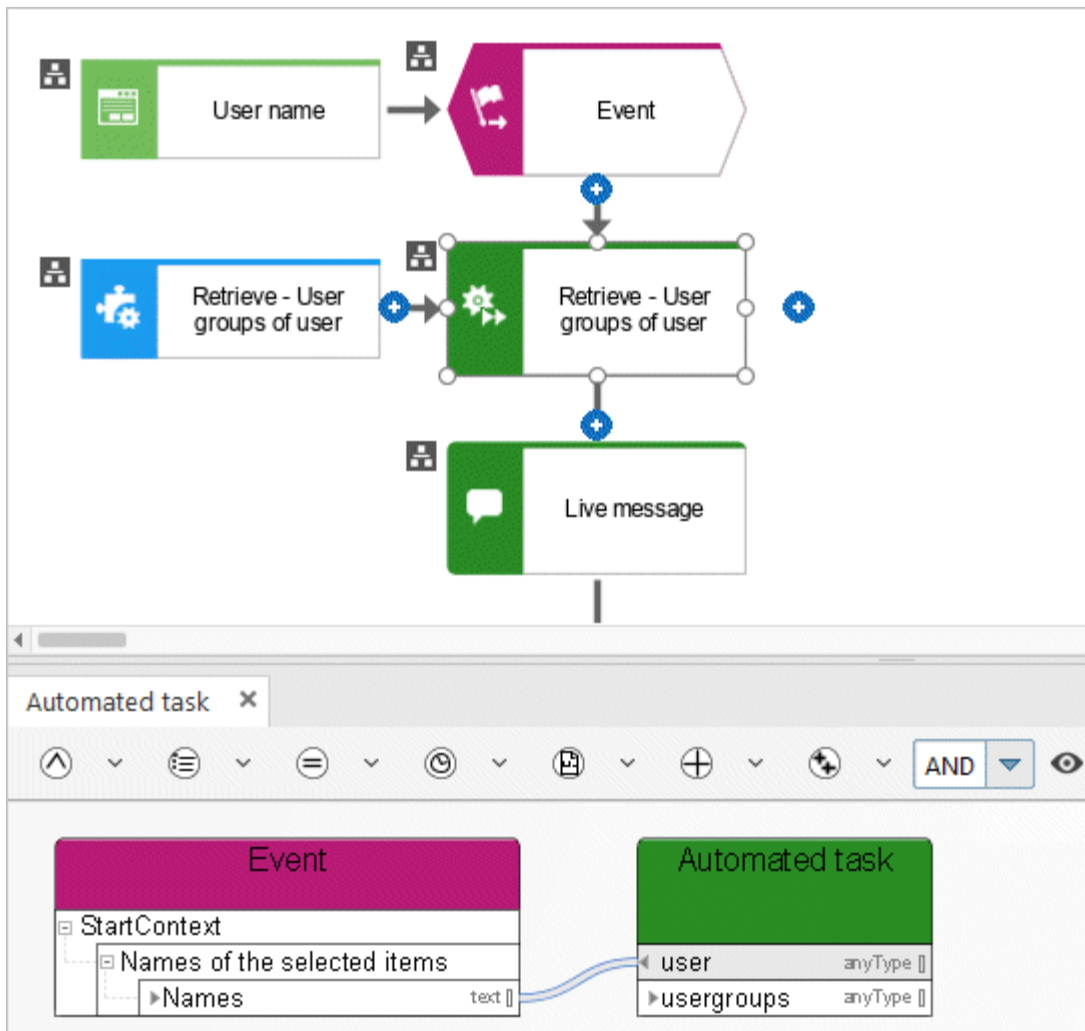 User name
Event
Retrieve - User
groups of user
Retrieve - User
groups of user
Live message
Automated task
AND
Event
Automated task
StartContext
Names of the selected items
user anyType []
Names text []
usergroups anyType []